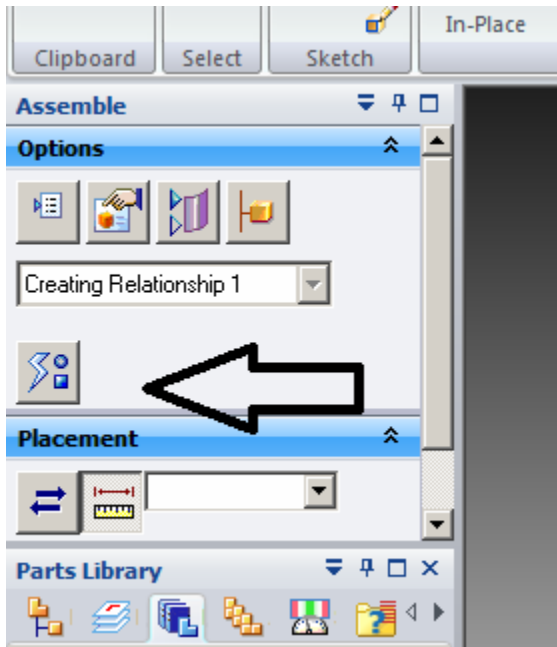 In-Place
Clipboard Select Sketch
Assemble
Options
Creating Relationship 1
Placement
Parts Library